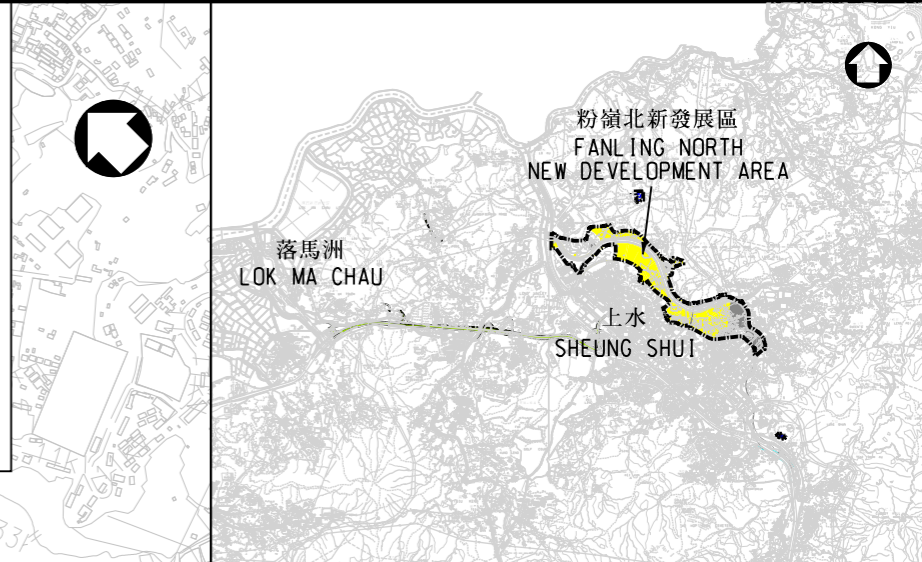 粉嶺北新發展區
FANLING NORTH
NEW DEVELOPMENT AREA
落馬洲
LOK MA CHAU
上水
SHEUNG SHUI